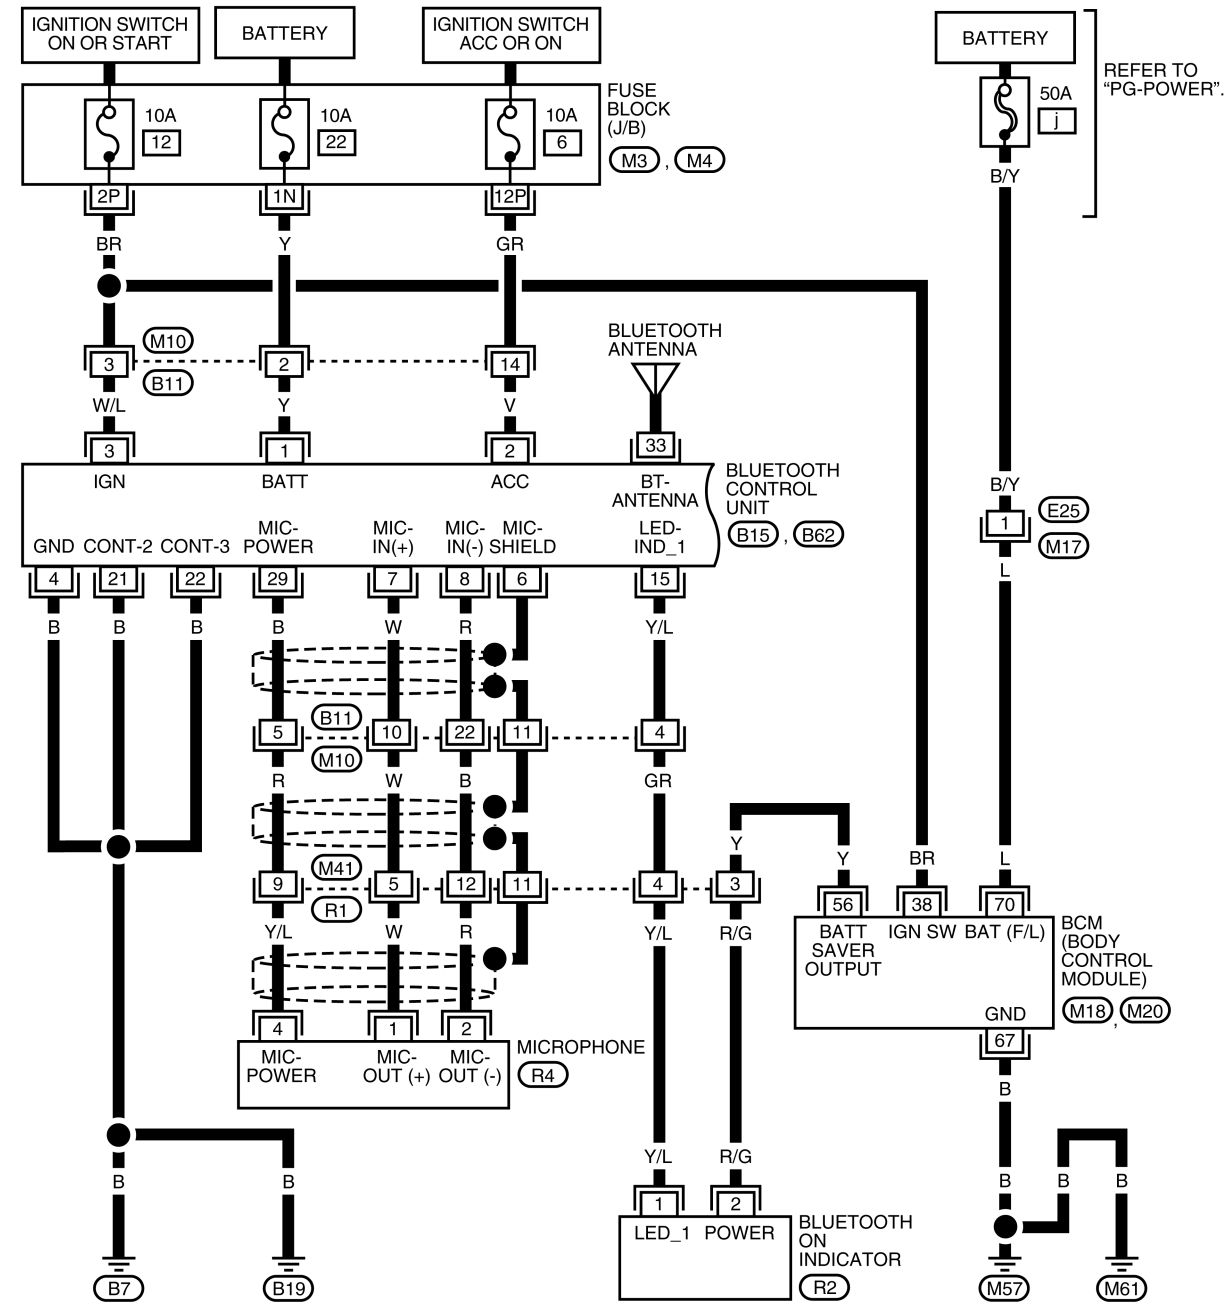 IGNITION SWITCH
ON OR START
BATTERY
IGNITION SWITCH
ACC OR ON
BATTERY
REFER TO
“PG-POWER”.
FUSE
BLOCK
(J/B)
M3 , M4
10A
12
10A
22
10A
6
50A
j
2P
1N
12P
B/Y
BR
Y
GR
BLUETOOTH
ANTENNA
M10
3
2
14
B11
W/L
Y
V
3
1
2
33
IGN
BATT
ACC
BT-
ANTENNA
BLUETOOTH
CONTROL
UNIT
B15 , B62
B/Y
1
E25
M17
L
GND
CONT-2
CONT-3
MIC-
POWER
MIC-
IN(+)
MIC-
IN(-)
MIC-
SHIELD
LED-
IND_1
4
21
22
29
7
8
6
15
B
B
B
B
W
R
Y/L
B11
5
10
22
11
4
M10
R
W
B
GR
M41
9
5
12
11
4
3
R1
Y
Y
BR
L
Y/L
W
R
Y/L
R/G
56
38
70
BATT
SAVER
OUTPUT
IGN SW
BAT (F/L)
BCM
(BODY
CONTROL
MODULE)
M18 , M20
GND
67
B
4
1
2
MIC-
POWER
MIC-
OUT (+)
MIC-
OUT (-)
MICROPHONE
R4
Y/L
R/G
B
B
B
B
B
1
2
LED_1
POWER
BLUETOOTH
ON
INDICATOR
R2
B7
B19
M57
M61